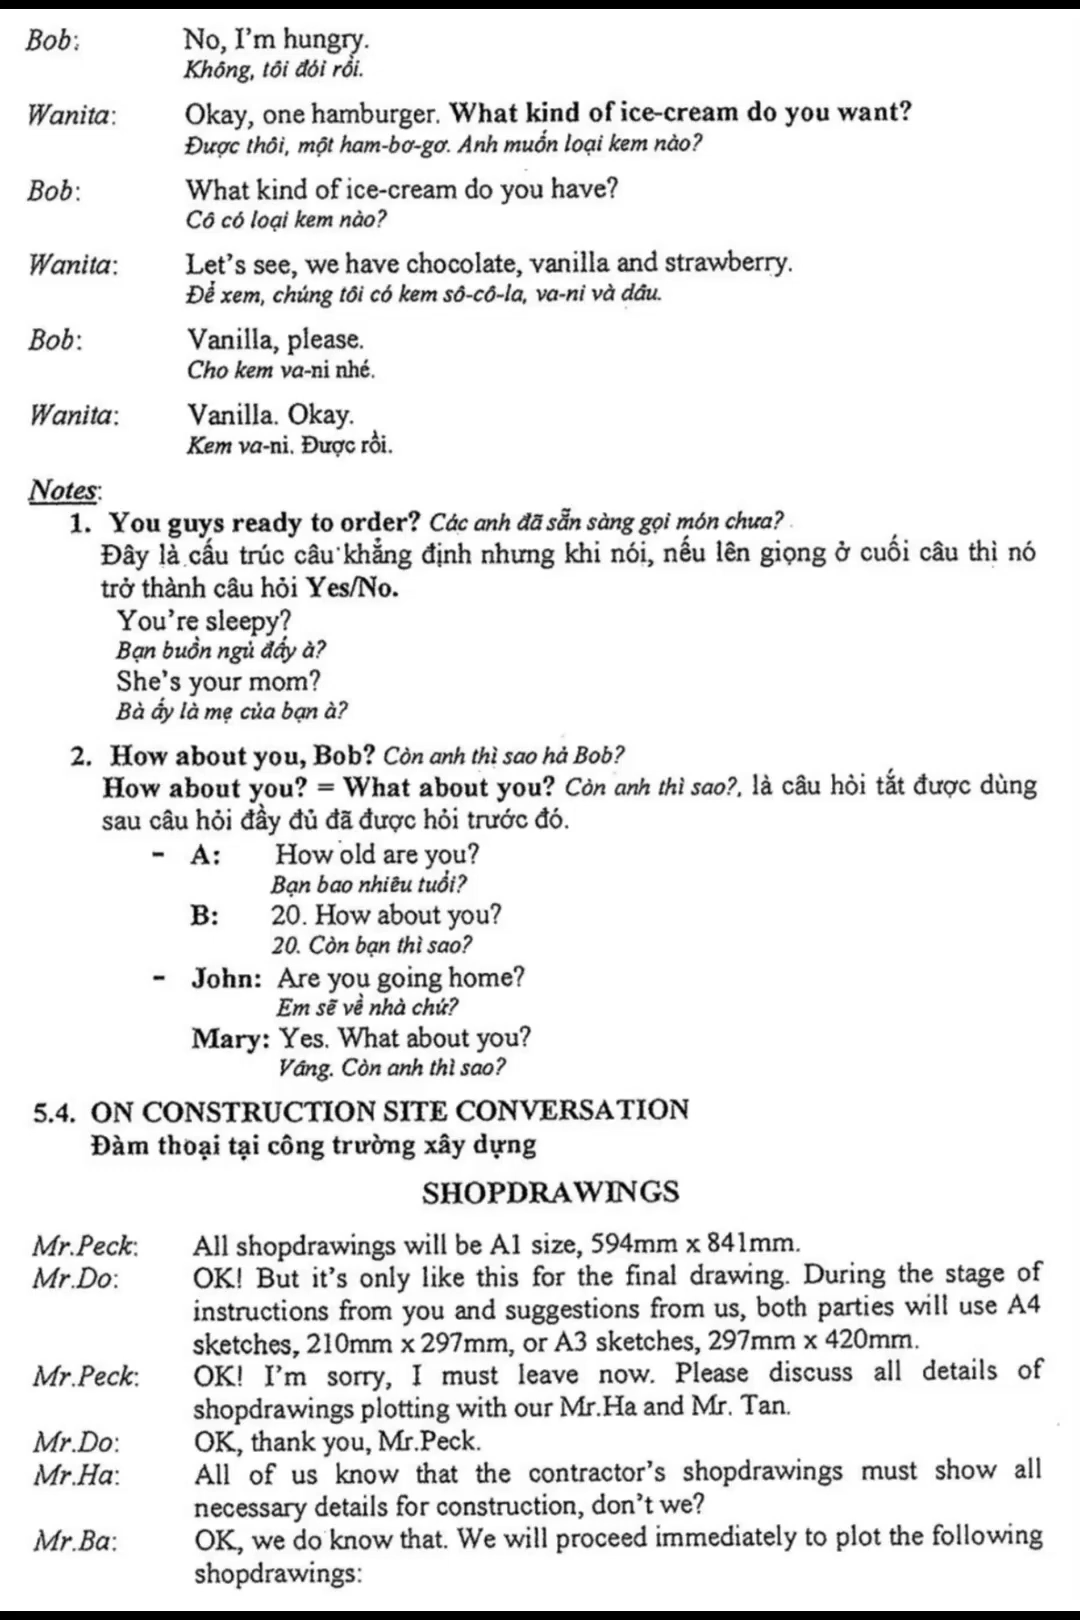 Bob: No, I'm hungry.
Không, tôi đói rồi.
Wanita: Okay, one hamburger. What kind of ice-cream do you want?
Được thôi, một ham-bơ-gơ. Anh muốn loại kem nào?
Bob: What kind of ice-cream do you have?
Cô có loại kem nào?
Wanita: Let's see, we have chocolate, vanilla and strawberry.
Để xem, chúng tôi có kem sô-cô-la, va-ni và dâu.
Bob: Vanilla, please.
Cho kem va-ni nhé.
Wanita: Vanilla. Okay.
Kem va-ni. Được rồi.
Notes:
1. You guys ready to order? Các anh đã sẵn sàng gọi món chưa?
Đây là cấu trúc câu khẳng định nhưng khi nói, nếu lên giọng ở cuối câu thì nó
trở thành câu hỏi Yes/No.
You're sleepy?
Bạn buồn ngủ đấy à?
She's your mom?
Bà ấy là mẹ của bạn à?
2. How about you, Bob? Còn anh thì sao hả Bob?
How about you? = What about you? Còn anh thì sao?, là câu hỏi tắt được dùng
sau câu hỏi đầy đủ đã được hỏi trước đó.
- A: How old are you?
Bạn bao nhiêu tuổi?
B: 20. How about you?
20. Còn bạn thì sao?
- John: Are you going home?
Em sẽ về nhà chứ?
Mary: Yes. What about you?
Vâng. Còn anh thì sao?
5.4. ON CONSTRUCTION SITE CONVERSATION
Đàm thoại tại công trường xây dựng
SHOPDRAWINGS
Mr.Peck: All shopdrawings will be A1 size, 594mm x 841mm.
Mr.Do: OK! But it's only like this for the final drawing. During the stage of
instructions from you and suggestions from us, both parties will use A4
sketches, 210mm x 297mm, or A3 sketches, 297mm x 420mm.
Mr.Peck: OK! I'm sorry, I must leave now. Please discuss all details of
shopdrawings plotting with our Mr.Ha and Mr. Tan.
Mr.Do: OK, thank you, Mr.Peck.
Mr.Ha: All of us know that the contractor's shopdrawings must show all
necessary details for construction, don't we?
Mr.Ba: OK, we do know that. We will proceed immediately to plot the following
shopdrawings: